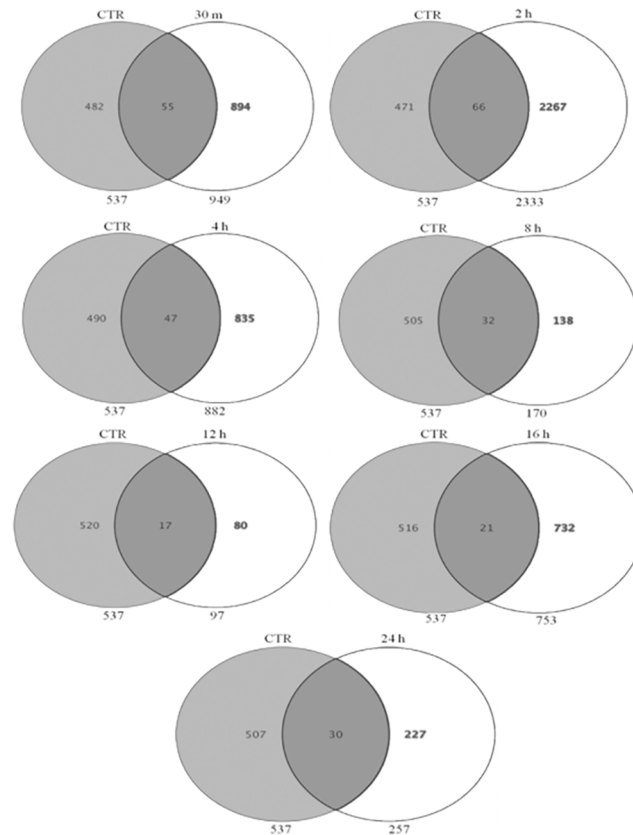 CTR 30 m
482 55 894
537 949
CTR 2 h
471 66 2267
537 2333
CTR 4 h
490 47 835
537 882
CTR 8 h
505 32 138
537 170
CTR 12 h
520 17 80
537 97
CTR 16 h
516 21 732
537 753
CTR 24 h
507 30 227
537 257